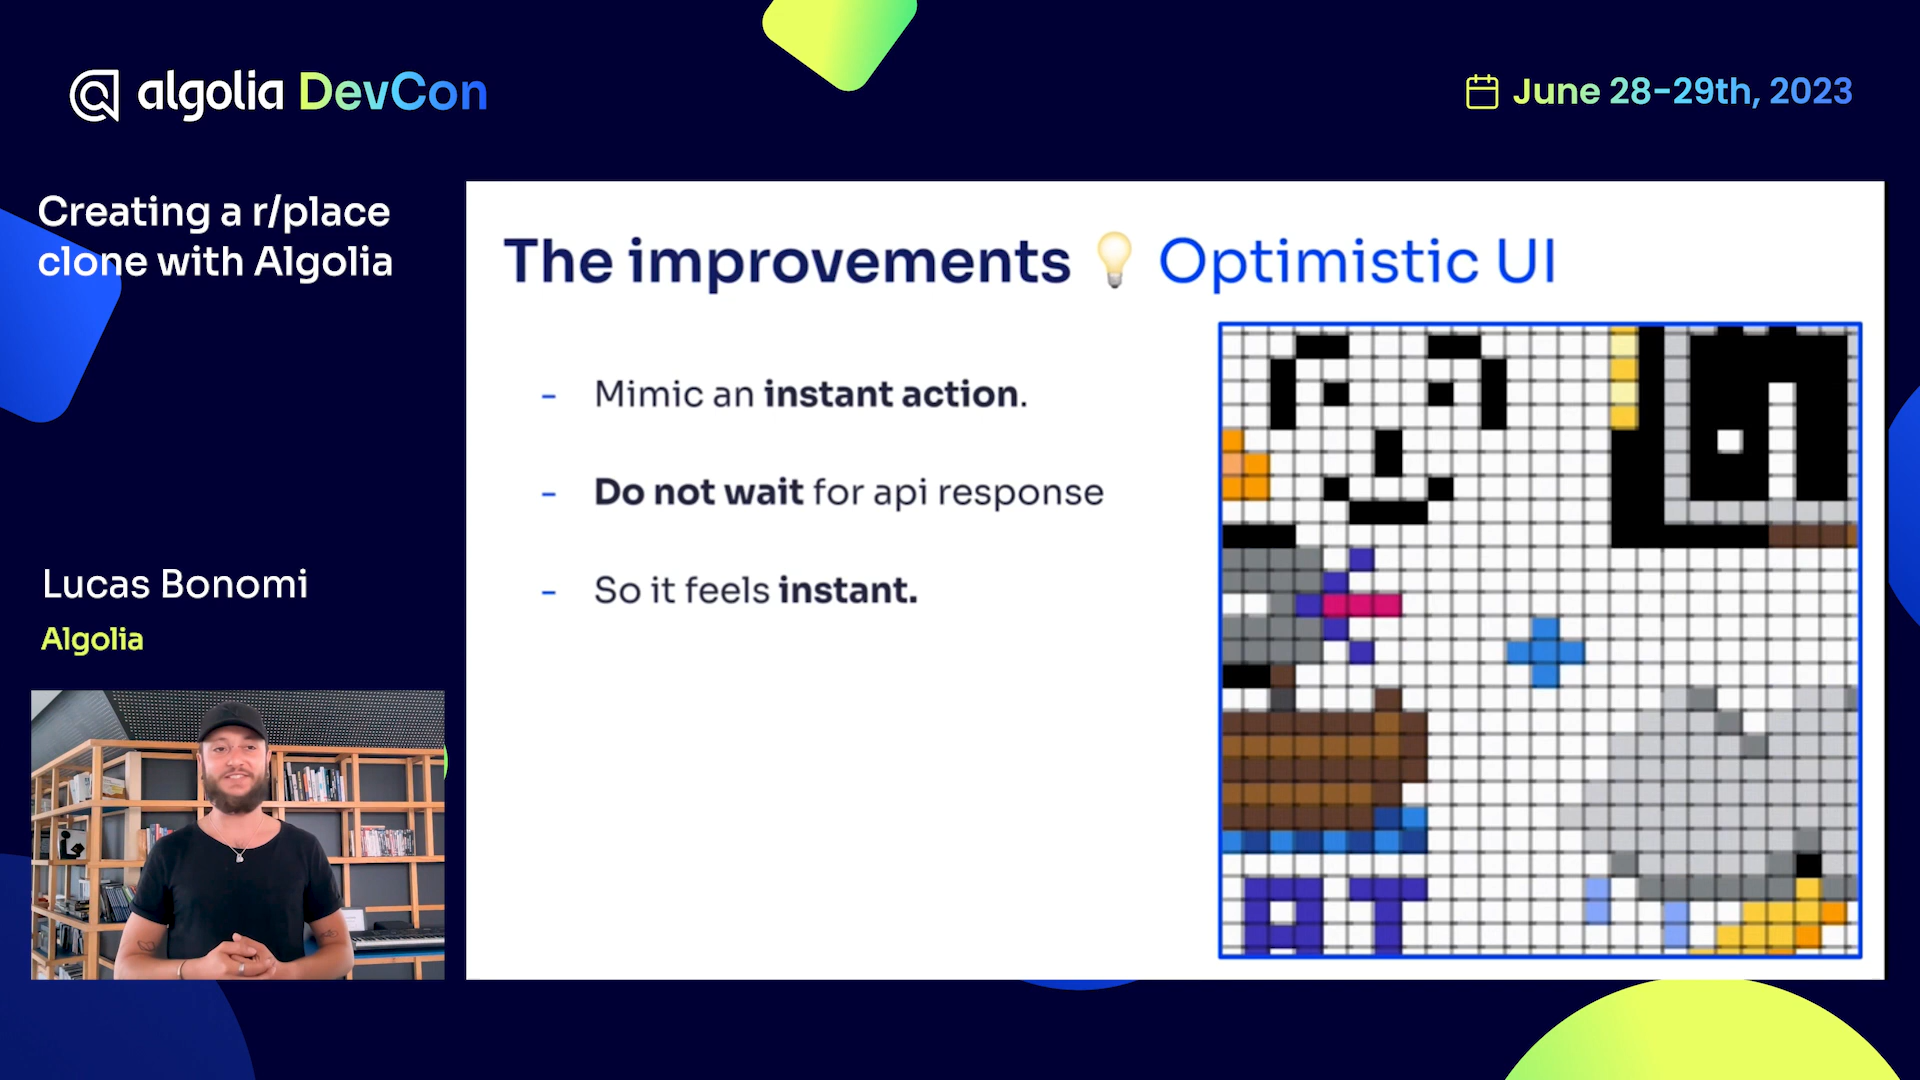 algolia DevCon
June 28-29th, 2023
Creating a r/place
clone with Algolia
The improvements 💡 Optimistic UI
- Mimic an instant action.
- Do not wait for api response
- So it feels instant.
Lucas Bonomi
Algolia